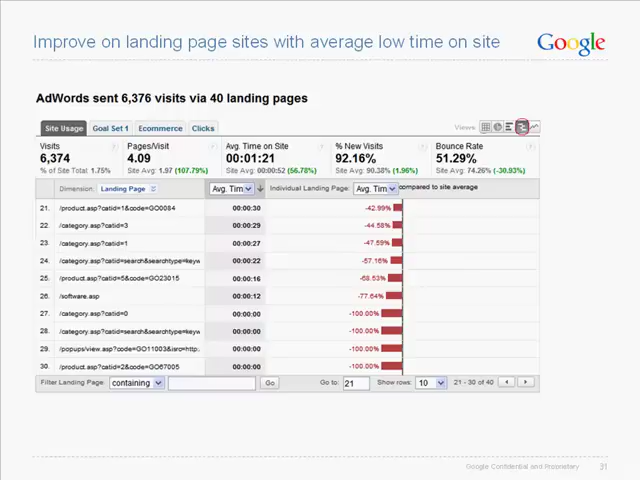 Improve on landing page sites with average low time on site
Google
AdWords sent 6,376 visits via 40 landing pages
Site Usage Goal Set 1 Ecommerce Clicks Views:
Visits Pages/Visit Avg. Time on Site % New Visits Bounce Rate
6,374 4.09 00:01:21 92.16% 51.29%
% of Site Total: 1.75% Site Avg: 1.97 (107.79%) Site Avg: 00:00:52 (56.78%) Site Avg: 90.38% (1.96%) Site Avg: 74.26% (-30.93%)
Dimension: Landing Page Avg. Tim Individual Landing Page: Avg. Tim compared to site average
21. /product.asp?catid=1&code=GO0084 00:00:30 -42.99%
22. /category.asp?catid=3 00:00:29 -44.58%
23. /category.asp?catid=1 00:00:27 -47.59%
24. /category.asp?catid=search&searchtype=keyw 00:00:22 -57.16%
25. /product.asp?catid=5&code=GO23015 00:00:16 -68.63%
26. /software.asp 00:00:12 -77.64%
27. /category.asp?catid=0 00:00:00 -100.00%
28. /category.asp?catid=search&searchtype=keyw 00:00:00 -100.00%
29. /popups/view.asp?code=GO11003&isrc=http: 00:00:00 -100.00%
30. /product.asp?catid=2&code=GO67005 00:00:00 -100.00%
Filter Landing Page: containing Go Go to: 21 Show rows: 10 21 - 30 of 40
Google Confidential and Proprietary 31